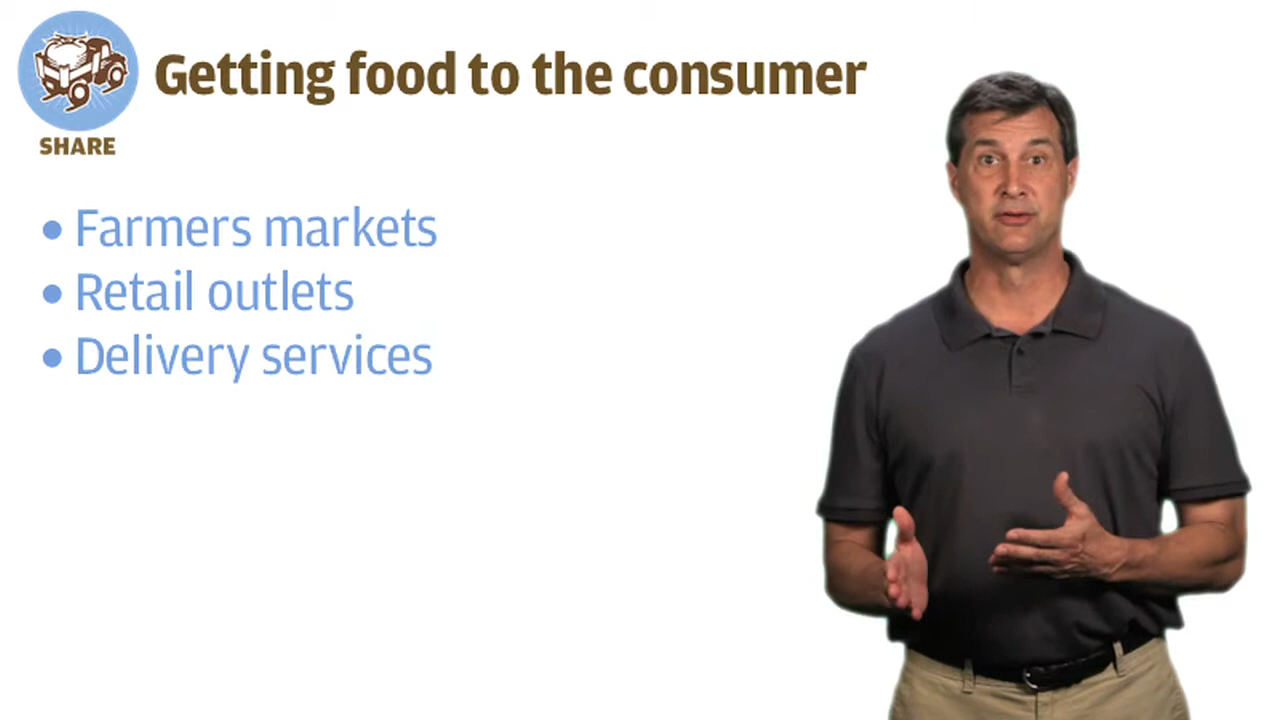 Getting food to the consumer
SHARE
• Farmers markets
• Retail outlets
• Delivery services